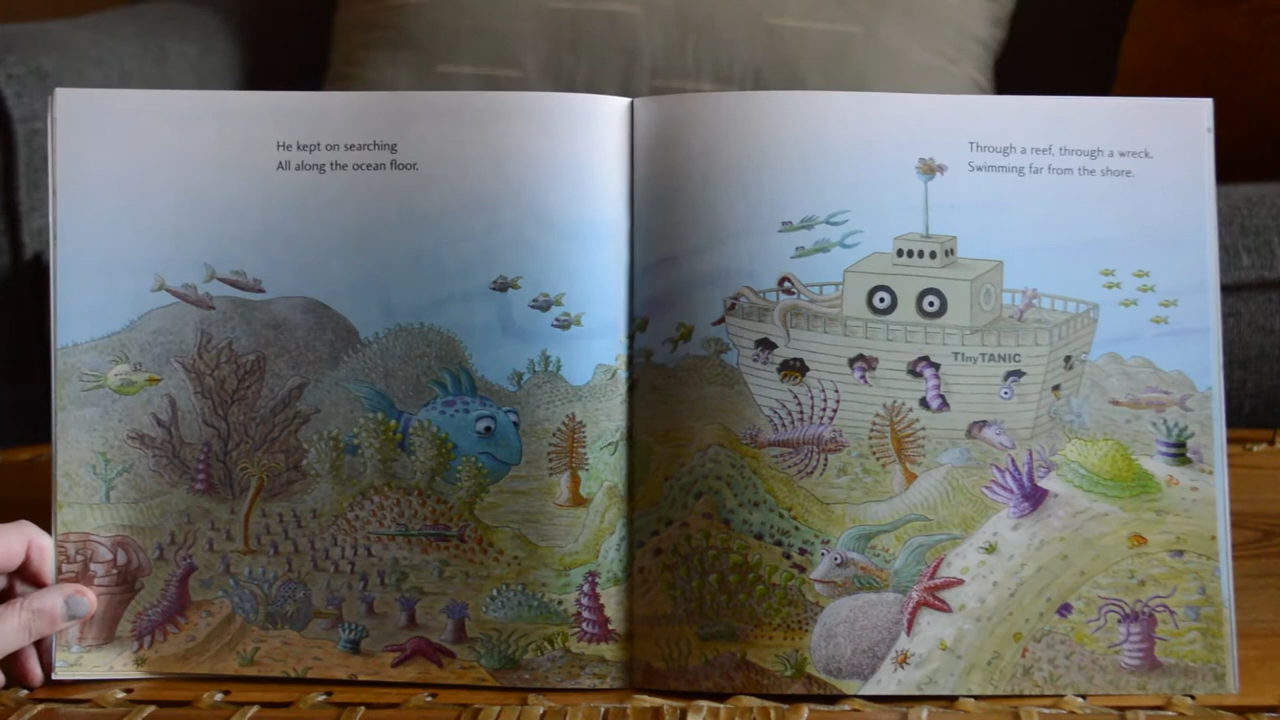 He kept on searching
All along the ocean floor.
Through a reef, through a wreck.
Swimming far from the shore.
TInyTANIC